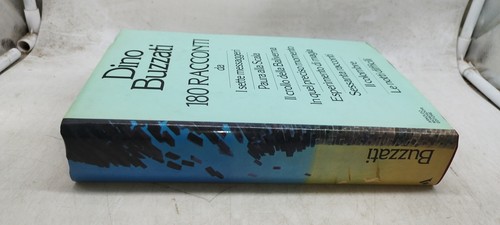 Dino
Buzzati
180 RACCONTI
da
I sette messaggeri
Paura alla Scala
Il crollo della Baliverna
In quel preciso momento
Esperimento di magia
Sessanta racconti
Il colombre
Le notti difficili
Buzzati